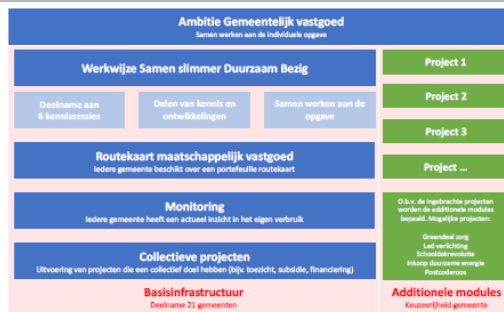 Ambitie Gemeentelijk vastgoed
Samen werken aan de individuele opgave
Werkwijze Samen slimmer Duurzaam Bezig
Deelname aan
6 kennissessies
Delen van kennis en
ontwikkelingen
Samen werken aan de
opgave
Routekaart maatschappelijk vastgoed
Iedere gemeente beschikt over een portefeuille routekaart
Monitoring
Iedere gemeente heeft een actueel inzicht in het eigen verbruik
Collectieve projecten
Uitvoering van projecten die een collectief doel hebben (bijv. toezicht, subsidie, financiering)
Basisinfrastructuur
Deelname 21 gemeenten
Project 1
Project 2
Project 3
Project ...
O.b.v. de ingebrachte projecten
worden de additionele modules
bepaald. Mogelijke projecten:
Greendeal zorg
Led verlichting
Schooldakrevolutie
Inkoop duurzame energie
Postcoderoos
Additionele modules
Keuzevrijheid gemeente